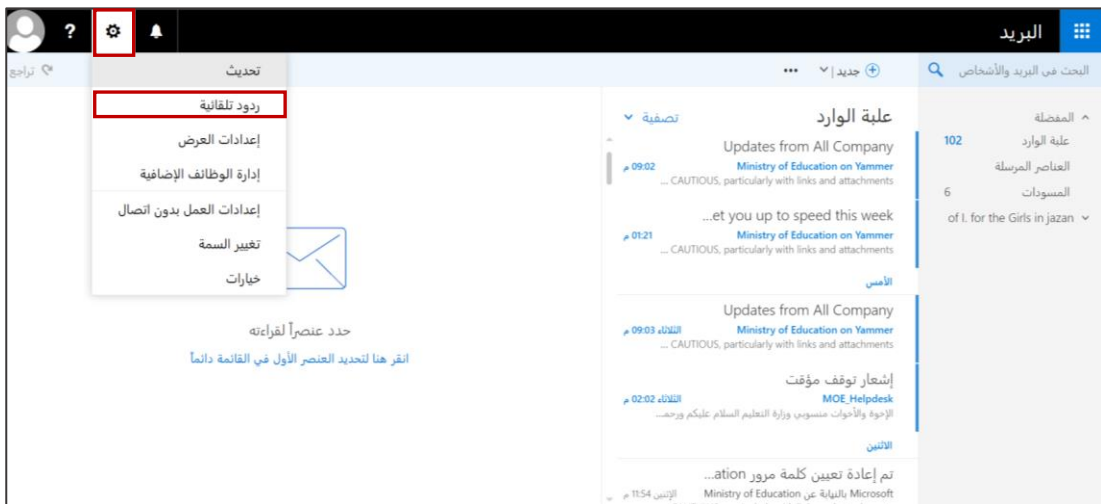 البريد
?
البحث في البريد والأشخاص
جديد | ...
تراجع
المفضلة
علبة الوارد 102
العناصر المرسلة
المسودات 6
of I. for the Girls in jazan
علبة الوارد تصفية
Updates from All Company
Ministry of Education on Yammer 09:02 م
CAUTIOUS, particularly with links and attachments ...
...et you up to speed this week
Ministry of Education on Yammer 01:21 م
CAUTIOUS, particularly with links and attachments ...
الأمس
Updates from All Company
Ministry of Education on Yammer الثلاثاء 09:03 م
CAUTIOUS, particularly with links and attachments ...
إشعار توقف مؤقت
MOE_Helpdesk الثلاثاء 02:02 م
الإخوة والأخوات منسوبي وزارة التعليم السلام عليكم ورحم...
الاثنين
تم إعادة تعيين كلمة مرور ation...
Microsoft بالنيابة عن Ministry of Education الإثنين 11:54 م
تحديث
ردود تلقائية
إعدادات العرض
إدارة الوظائف الإضافية
إعدادات العمل بدون اتصال
تغيير السمة
خيارات
حدد عنصراً لقراءته
انقر هنا لتحديد العنصر الأول في القائمة دائماً